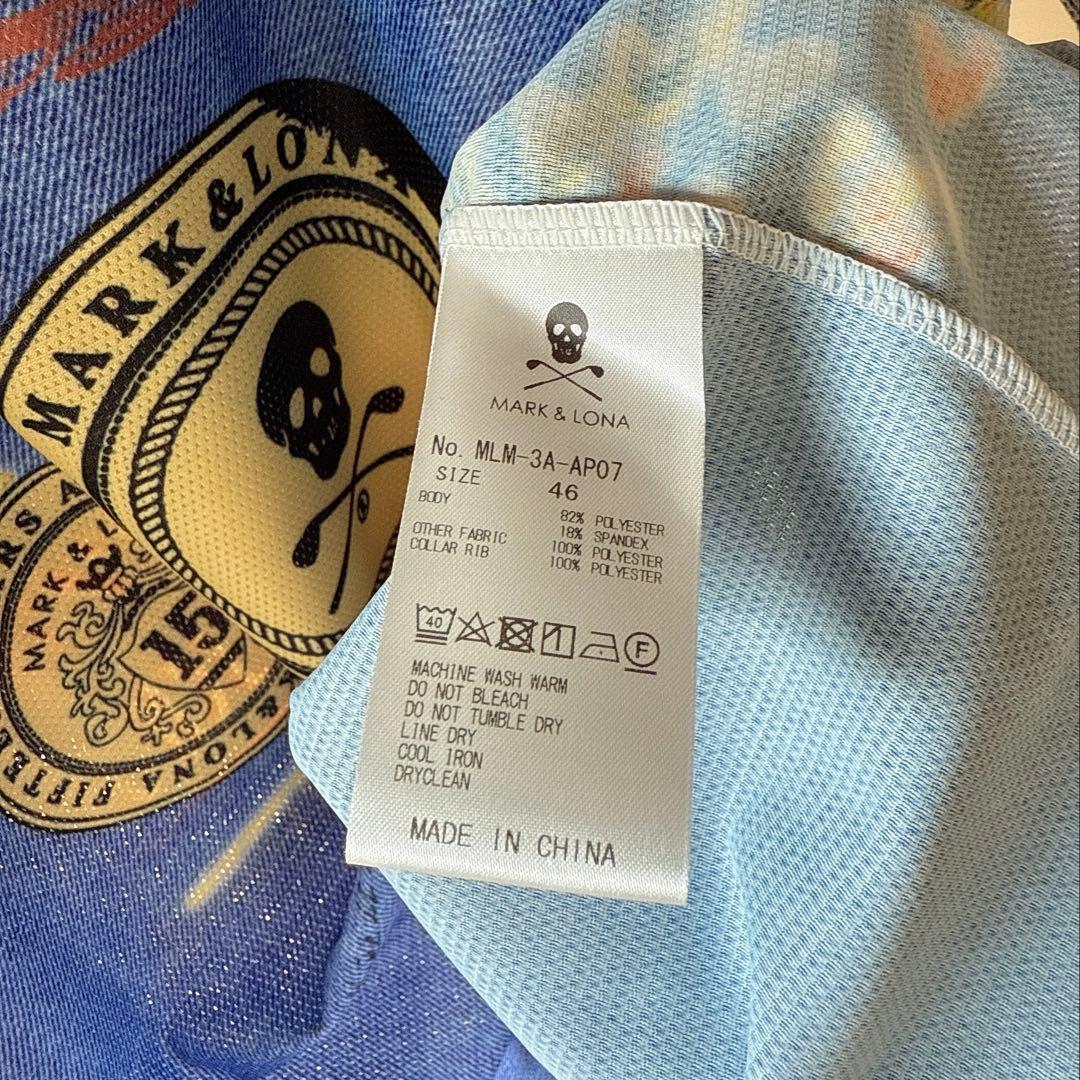 MARK & LONA
MARK & L
15
& LONA FIFTE
MARK & LONA
No. MLM-3A-AP07
SIZE 46
BODY 82% POLYESTER
18% SPANDEX
OTHER FABRIC 100% POLYESTER
COLLAR RIB 100% POLYESTER
40
F
MACHINE WASH WARM
DO NOT BLEACH
DO NOT TUMBLE DRY
LINE DRY
COOL IRON
DRYCLEAN
MADE IN CHINA